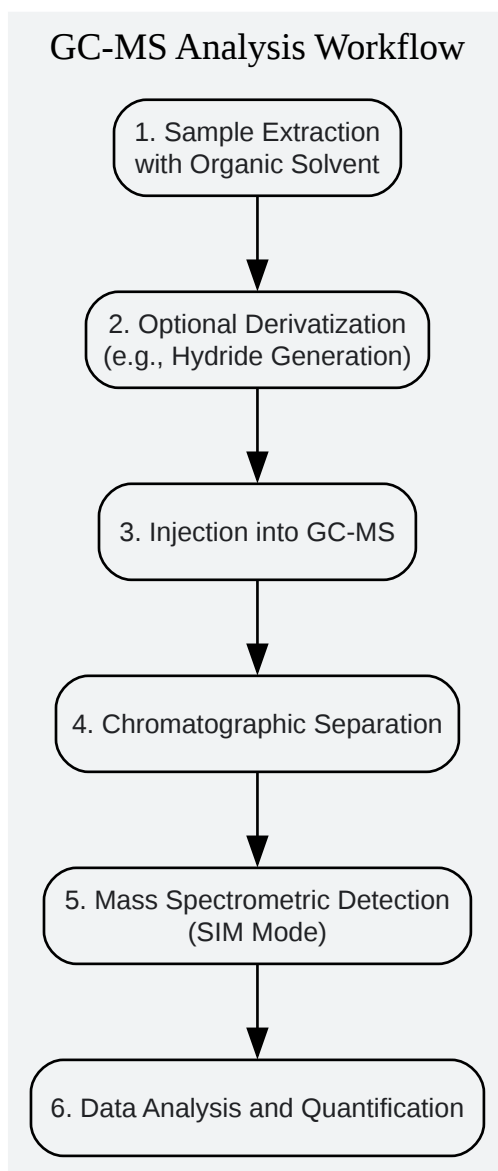 GC-MS Analysis Workflow
1. Sample Extraction
with Organic Solvent
2. Optional Derivatization
(e.g., Hydride Generation)
3. Injection into GC-MS
4. Chromatographic Separation
5. Mass Spectrometric Detection
(SIM Mode)
6. Data Analysis and Quantification